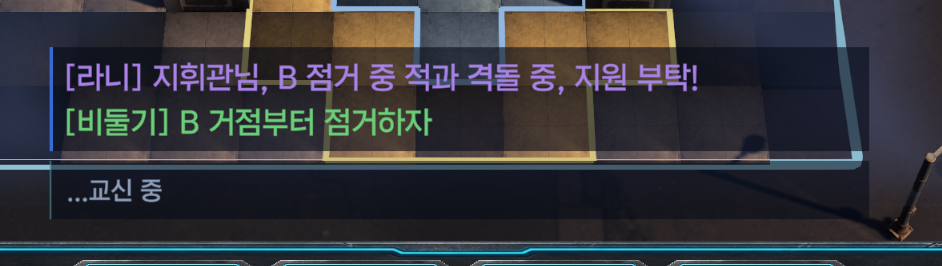 [라니] 지휘관님, B 점거 중 적과 격돌 중, 지원 부탁!
[비둘기] B 거점부터 점거하자
...교신 중